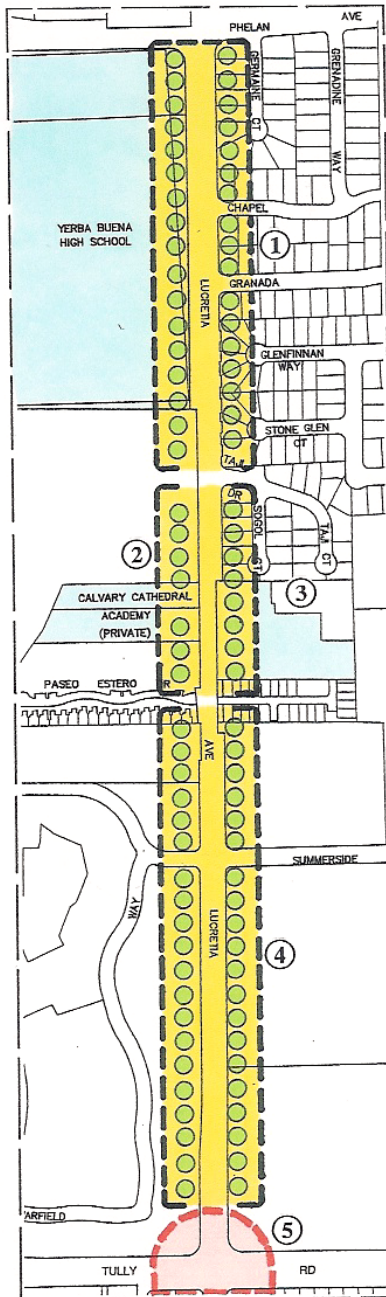 PHELAN AVE
GERMAINE CT
GRENADINE WAY
CHAPEL
YERBA BUENA
HIGH SCHOOL
1
LUCRETIA
GRANADA
GLENFINNAN
WAY
STONE GLEN
CT
TAJI
DR
SOGOL CT
TAJI CT
2
3
CALVARY CATHEDRAL
ACADEMY
(PRIVATE)
PASEO ESTERO DR
AVE
SUMMERSIDE
WAY
LUCRETIA
4
ARFIELD
5
TULLY RD